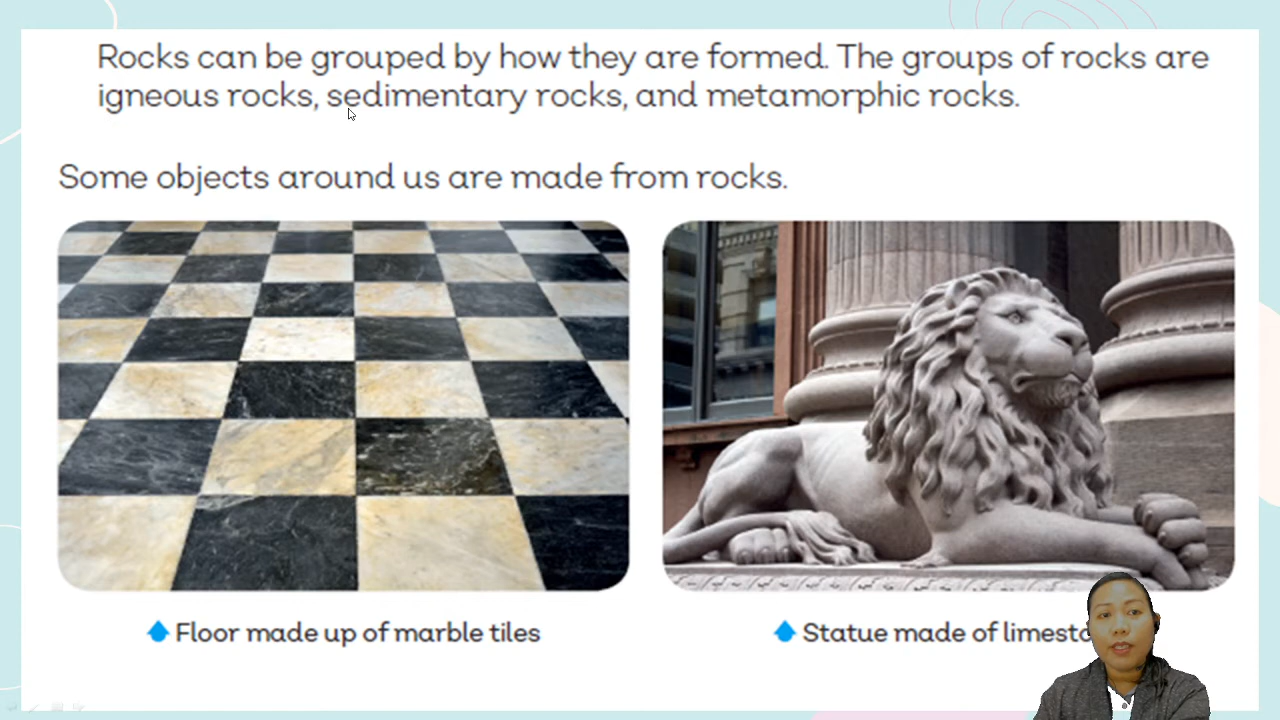 Rocks can be grouped by how they are formed. The groups of rocks are
igneous rocks, sedimentary rocks, and metamorphic rocks.
Some objects around us are made from rocks.
Floor made up of marble tiles
Statue made of